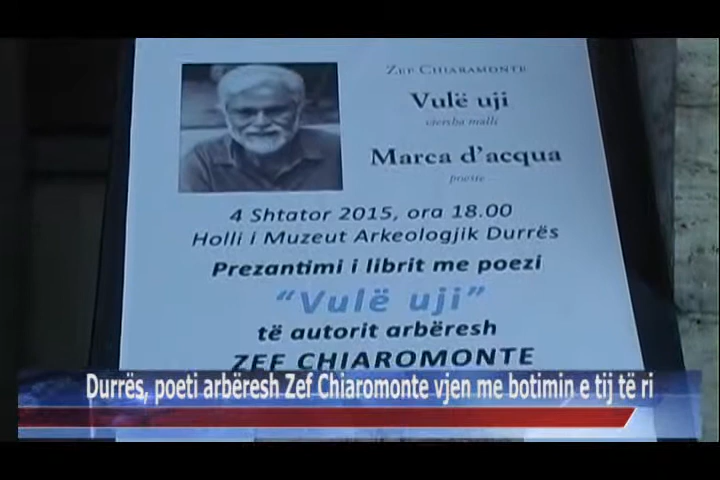 ZEF CHIARAMONTE
Vulë uji
viersha malli
Marca d'acqua
poesie
4 Shtator 2015, ora 18.00
Holli i Muzeut Arkeologjik Durrës
Prezantimi i librit me poezi
"Vulë uji"
të autorit arbëresh
ZEF CHIAROMONTE
Durrës, poeti arbëresh Zef Chiaromonte vjen me botimin e tij të ri